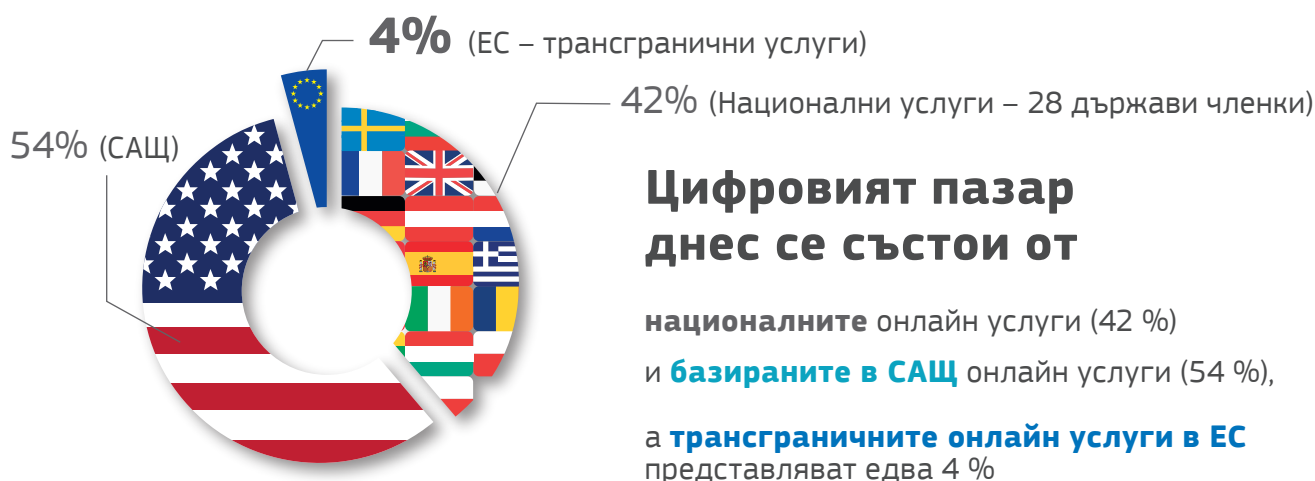 4% (ЕС – трансгранични услуги)
42% (Национални услуги – 28 държави членки)
54% (САЩ)
Цифровият пазар
днес се състои от
националните онлайн услуги (42 %)
и базираните в САЩ онлайн услуги (54 %),
а трансграничните онлайн услуги в ЕС
представляват едва 4 %